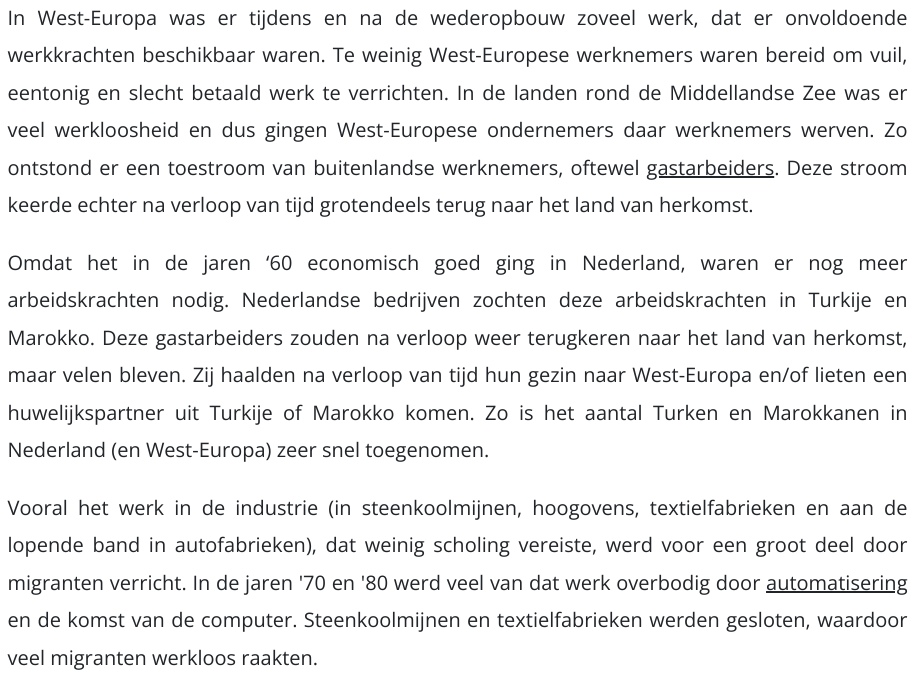 In West-Europa was er tijdens en na de wederopbouw zoveel werk, dat er onvoldoende
werkkrachten beschikbaar waren. Te weinig West-Europese werknemers waren bereid om vuil,
eentonig en slecht betaald werk te verrichten. In de landen rond de Middellandse Zee was er
veel werkloosheid en dus gingen West-Europese ondernemers daar werknemers werven. Zo
ontstond er een toestroom van buitenlandse werknemers, oftewel gastarbeiders. Deze stroom
keerde echter na verloop van tijd grotendeels terug naar het land van herkomst.
Omdat het in de jaren ‘60 economisch goed ging in Nederland, waren er nog meer
arbeidskrachten nodig. Nederlandse bedrijven zochten deze arbeidskrachten in Turkije en
Marokko. Deze gastarbeiders zouden na verloop weer terugkeren naar het land van herkomst,
maar velen bleven. Zij haalden na verloop van tijd hun gezin naar West-Europa en/of lieten een
huwelijkspartner uit Turkije of Marokko komen. Zo is het aantal Turken en Marokkanen in
Nederland (en West-Europa) zeer snel toegenomen.
Vooral het werk in de industrie (in steenkoolmijnen, hoogovens, textielfabrieken en aan de
lopende band in autofabrieken), dat weinig scholing vereiste, werd voor een groot deel door
migranten verricht. In de jaren '70 en '80 werd veel van dat werk overbodig door automatisering
en de komst van de computer. Steenkoolmijnen en textielfabrieken werden gesloten, waardoor
veel migranten werkloos raakten.